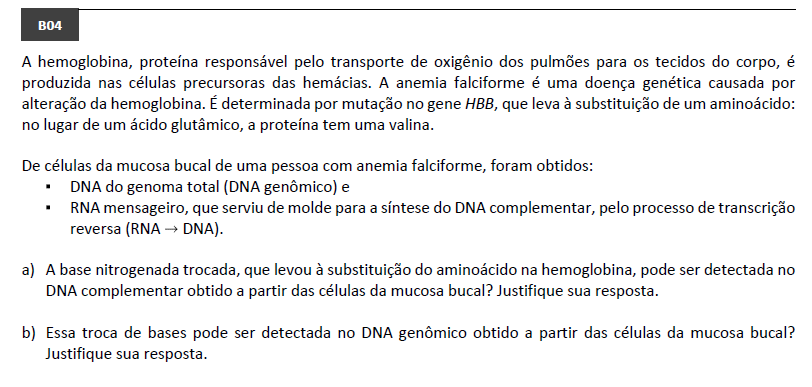 B04
A hemoglobina, proteína responsável pelo transporte de oxigênio dos pulmões para os tecidos do corpo, é
produzida nas células precursoras das hemácias. A anemia falciforme é uma doença genética causada por
alteração da hemoglobina. É determinada por mutação no gene HBB, que leva à substituição de um aminoácido:
no lugar de um ácido glutâmico, a proteína tem uma valina.
De células da mucosa bucal de uma pessoa com anemia falciforme, foram obtidos:
▪ DNA do genoma total (DNA genômico) e
▪ RNA mensageiro, que serviu de molde para a síntese do DNA complementar, pelo processo de transcrição
reversa (RNA → DNA).
a) A base nitrogenada trocada, que levou à substituição do aminoácido na hemoglobina, pode ser detectada no
DNA complementar obtido a partir das células da mucosa bucal? Justifique sua resposta.
b) Essa troca de bases pode ser detectada no DNA genômico obtido a partir das células da mucosa bucal?
Justifique sua resposta.